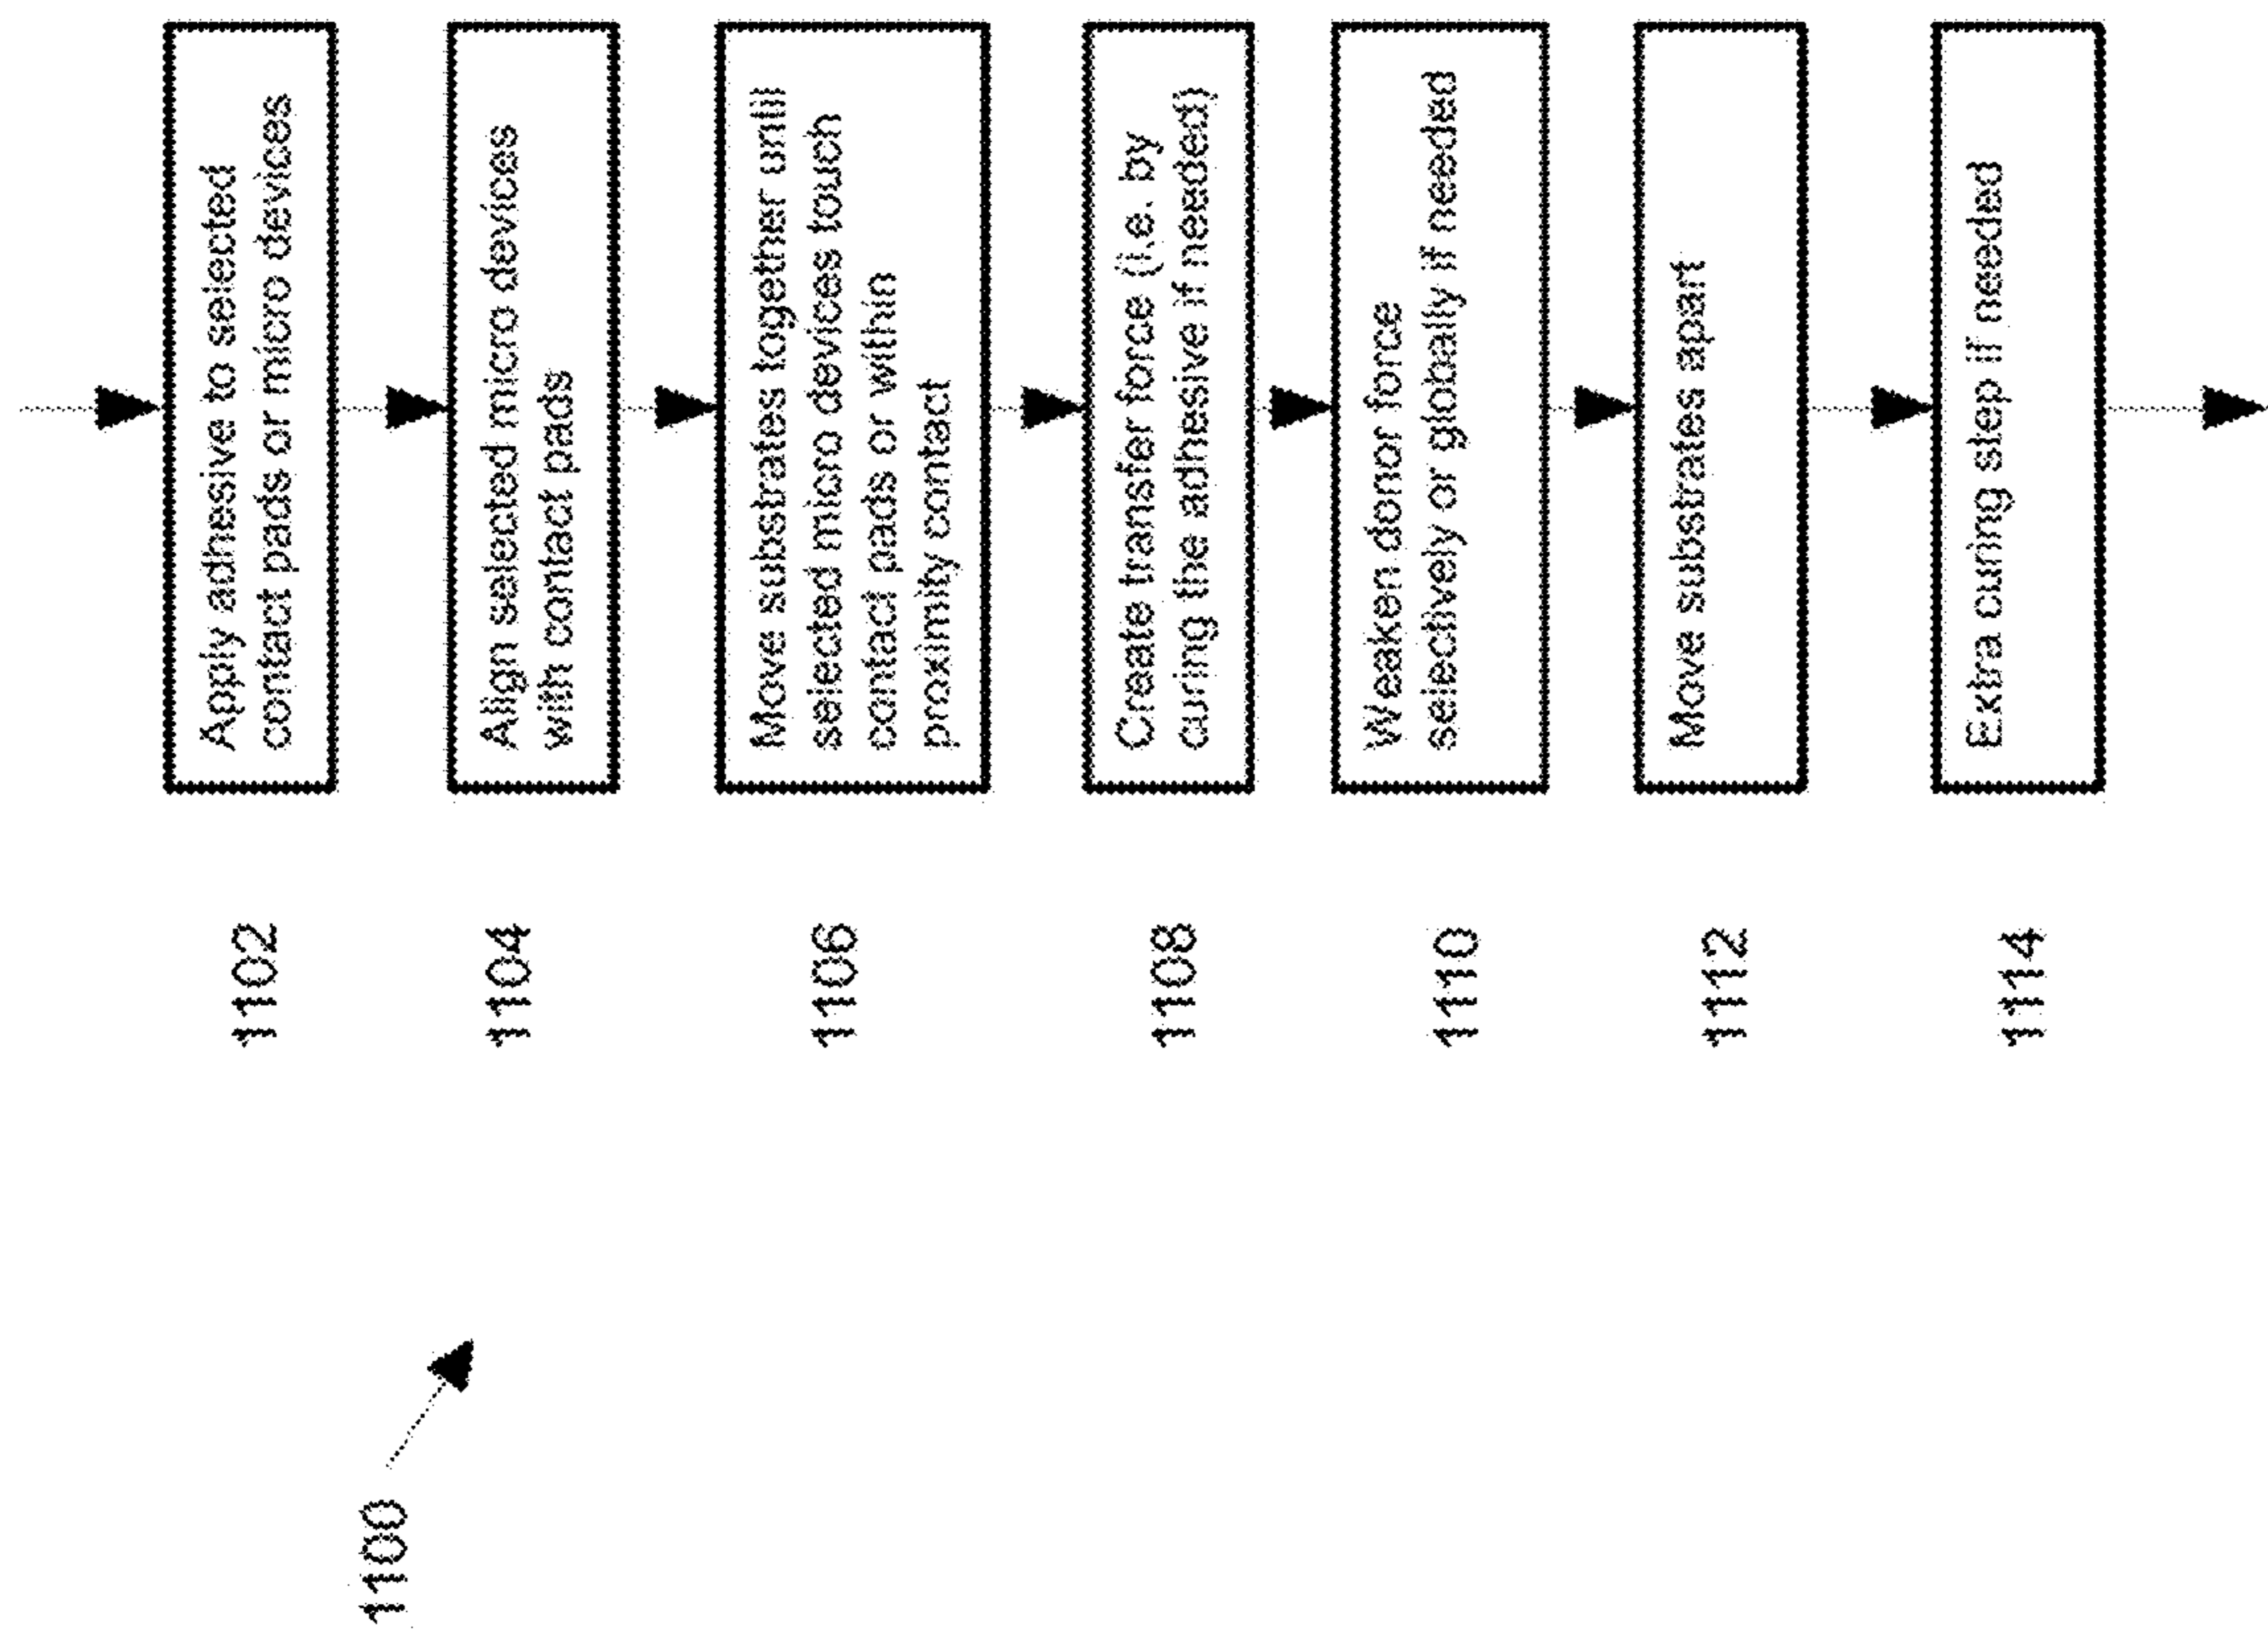 1100
1102
Apply adhesive to selected
contact pads or micro devices
1104
Align selected micro devices
with contact pads
1106
Move substrates together until
selected micro devices touch
contact pads or within
proximity contact
1108
Create transfer force (i.e. by
curing the adhesive if needed)
1110
Weaken donor force
selectively or globally if needed
1112
Move substrates apart
1114
Extra curing step if needed